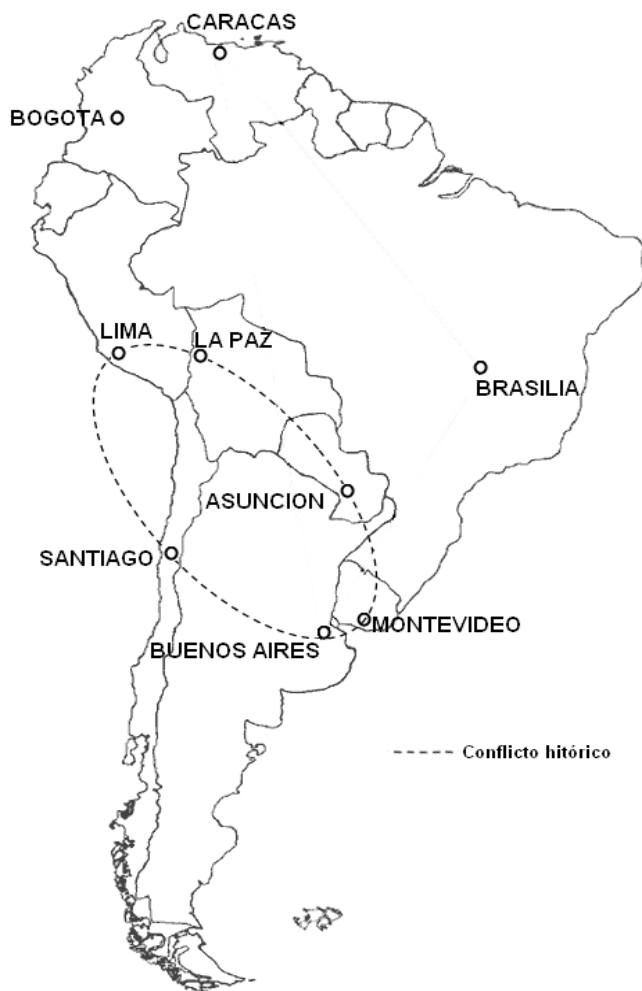 CARACAS
BOGOTA
LIMA
LA PAZ
BRASILIA
ASUNCION
SANTIAGO
MONTEVIDEO
BUENOS AIRES
Conflicto hitórico